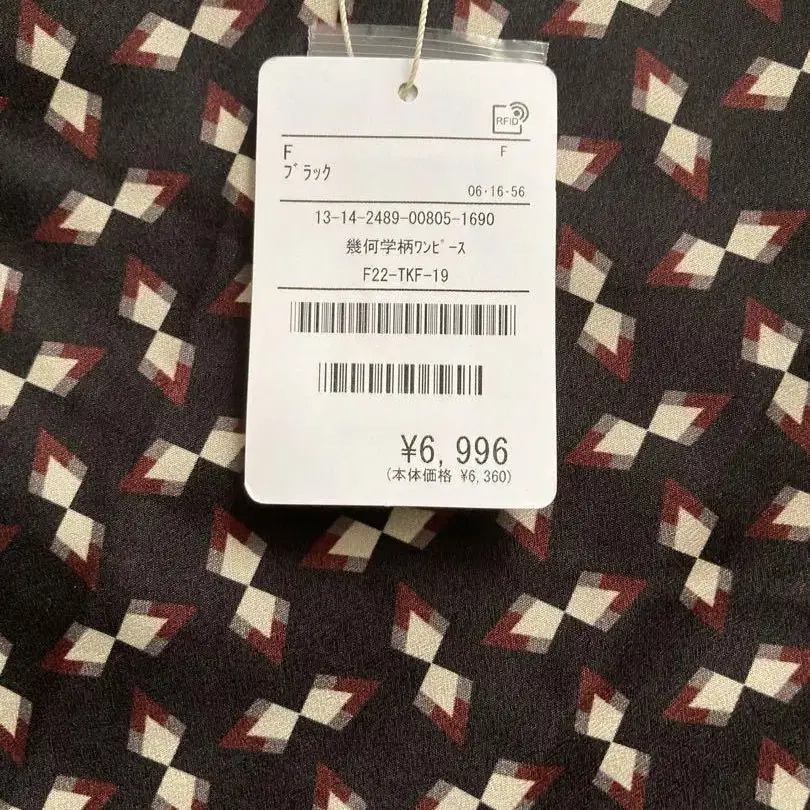 RFID
F F
ﾌﾞﾗｯｸ
06・16・56
13-14-2489-00805-1690
幾何学柄ﾜﾝﾋﾟｰｽ
F22-TKF-19
¥6,996
(本体価格 ¥6,360)